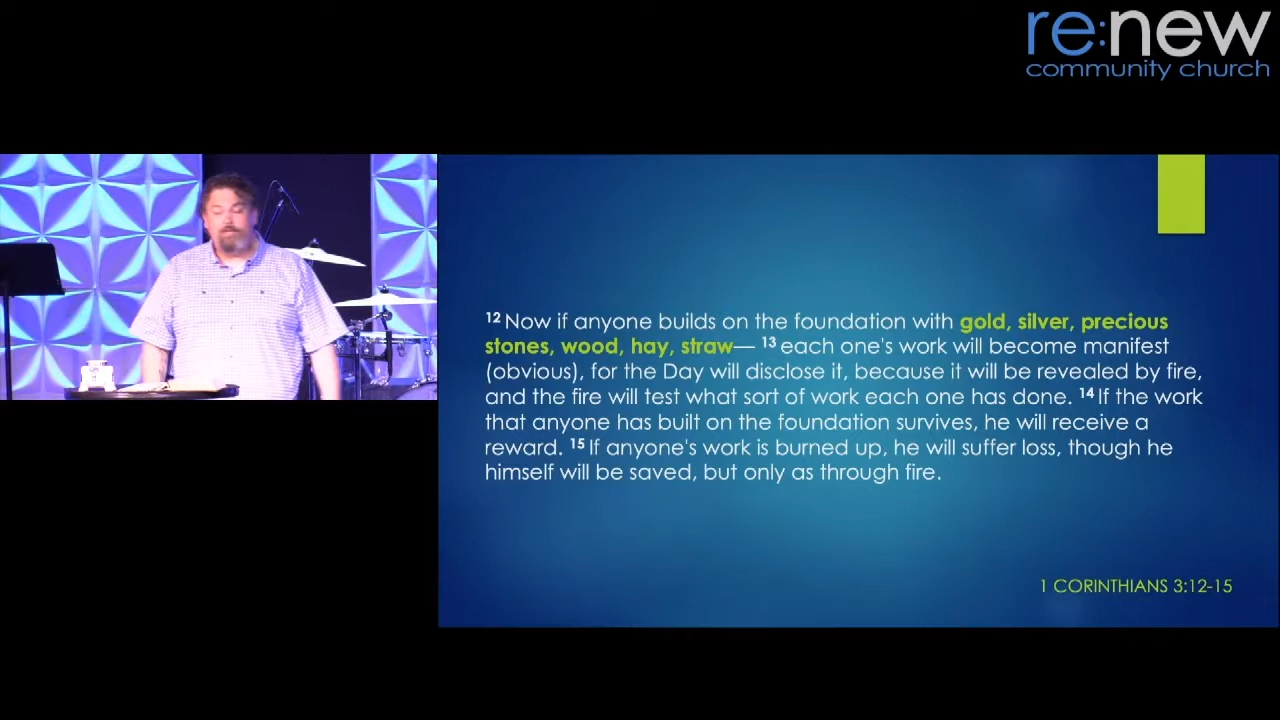 re:new
community church
12 Now if anyone builds on the foundation with gold, silver, precious
stones, wood, hay, straw— 13 each one's work will become manifest
(obvious), for the Day will disclose it, because it will be revealed by fire,
and the fire will test what sort of work each one has done. 14 If the work
that anyone has built on the foundation survives, he will receive a
reward. 15 If anyone's work is burned up, he will suffer loss, though he
himself will be saved, but only as through fire.
1 CORINTHIANS 3:12-15